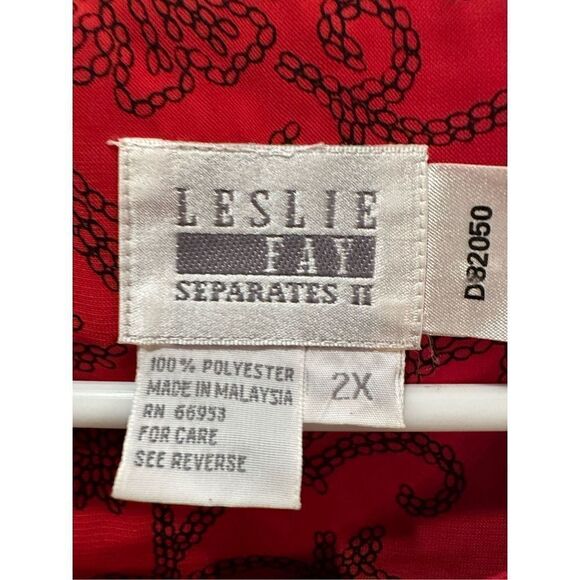 LESLIE
FAY
SEPARATES II
D82050
100% POLYESTER
MADE IN MALAYSIA
RN 66953
FOR CARE
SEE REVERSE
2X